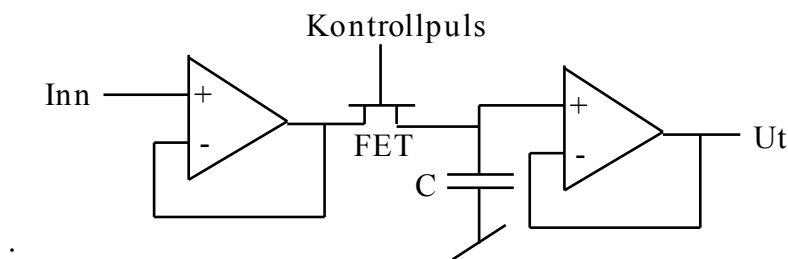 Kontrollpuls
Inn
+
-
FET
C
+
-
Ut
.